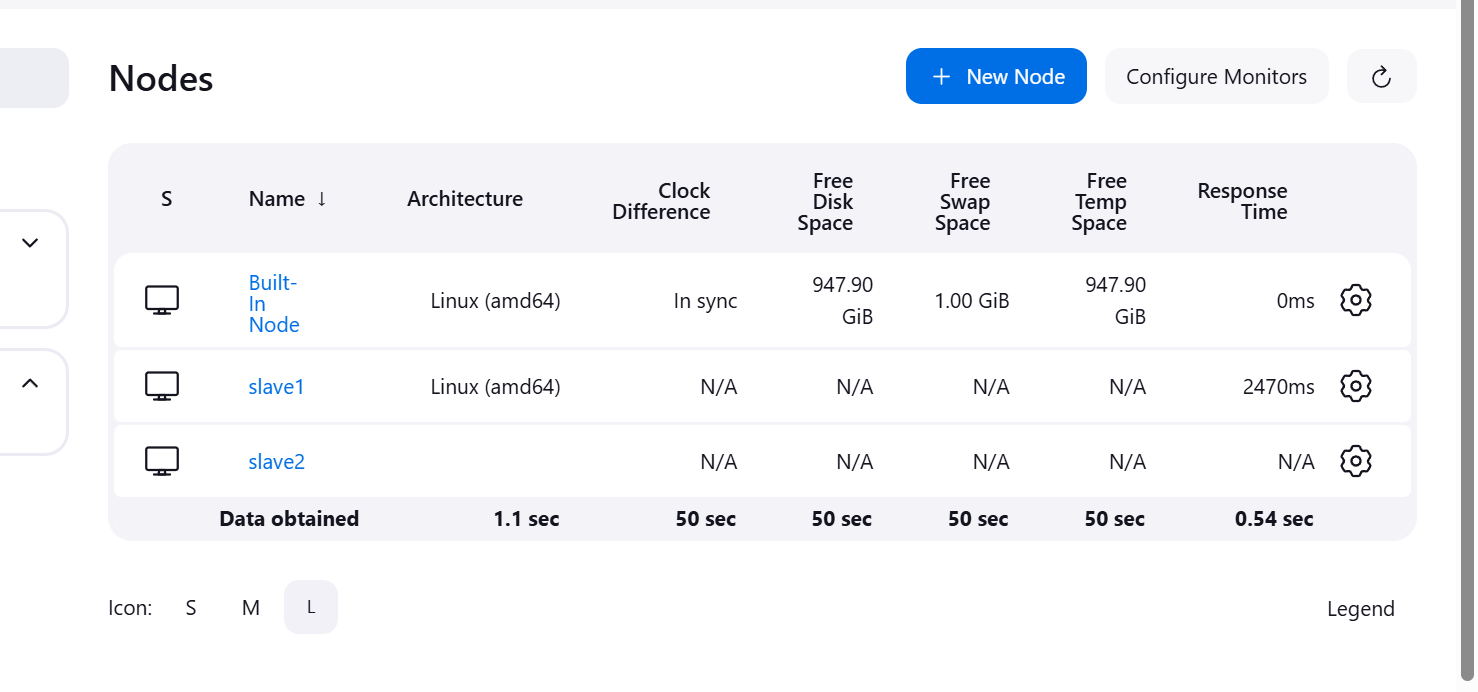 Nodes
+ New Node
Configure Monitors
S Name ↓ Architecture Clock Difference Free Disk Space Free Swap Space Free Temp Space Response Time
Built-In Node Linux (amd64) In sync 947.90 GiB 1.00 GiB 947.90 GiB 0ms
slave1 Linux (amd64) N/A N/A N/A N/A 2470ms
slave2 N/A N/A N/A N/A N/A
Data obtained 1.1 sec 50 sec 50 sec 50 sec 50 sec 0.54 sec
Icon: S M L
Legend